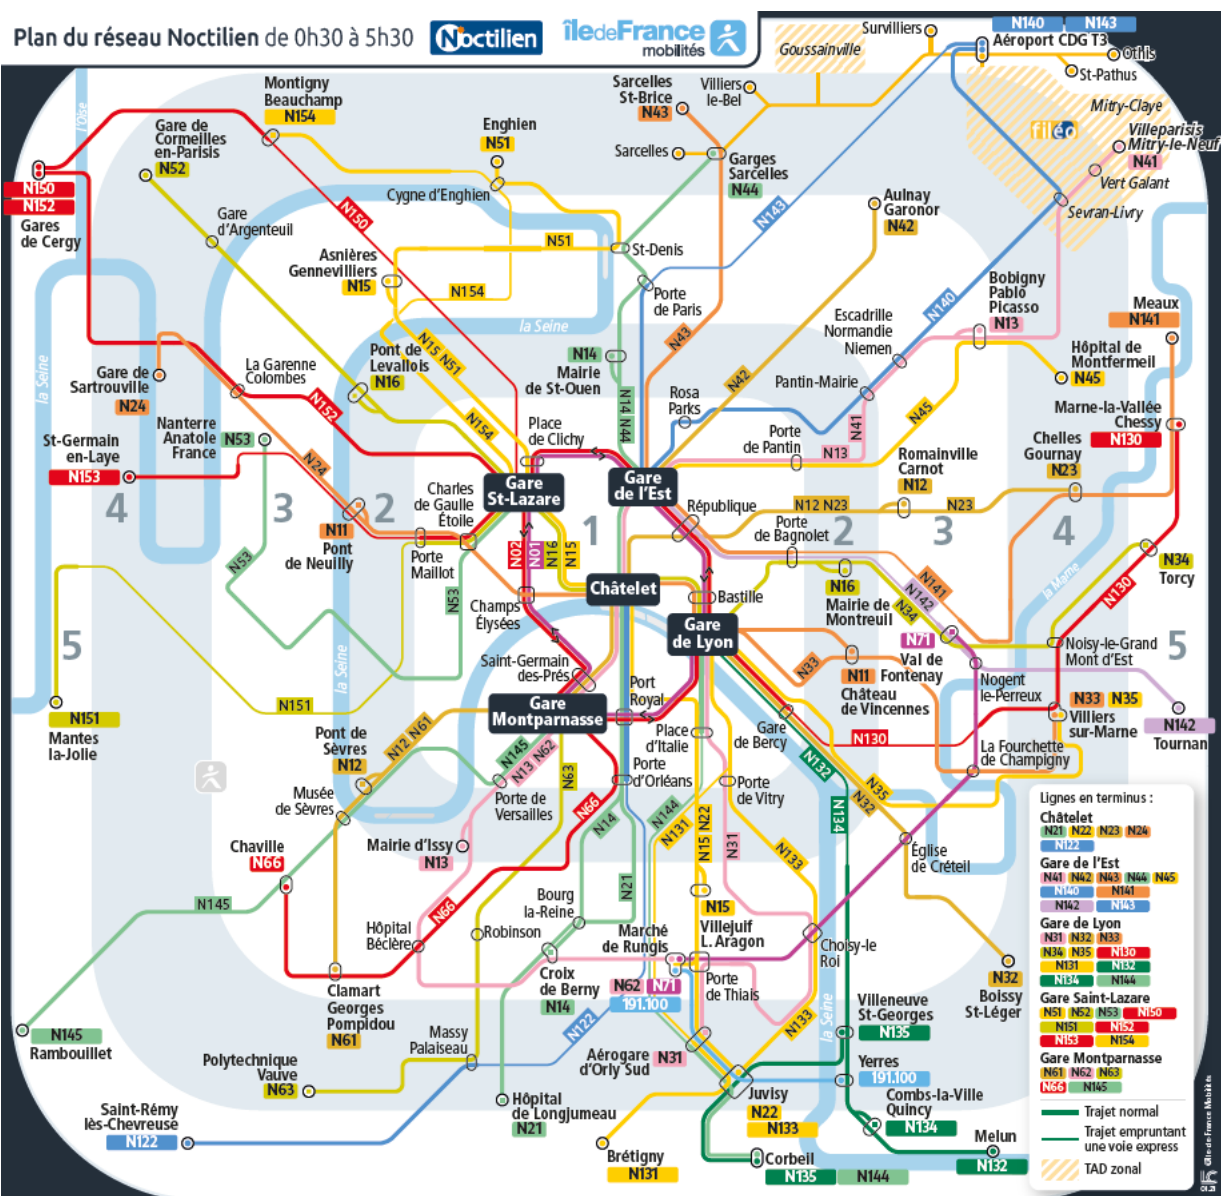 Plan du réseau Noctilien de 0h30 à 5h30
Noctilien
île de France
mobilités
Goussainville
Survilliers
N140 N143
Aéroport CDG T3
Othis
St-Pathus
Mitry-Claye
filéo
Villeparisis
Mitry-le-Neuf
N41
Vert Galant
Sevran-Livry
l'Oise
Montigny
Beauchamp
N154
Gare de
Cormeilles
en-Parisis
N52
Enghien
N51
Sarcelles
St-Brice
N43
Villiers
le-Bel
Sarcelles
Garges
Sarcelles
N44
Cygne d'Enghien
Aulnay
Garonor
N42
N150
N152
Gares
de Cergy
Gare
d'Argenteuil
N150
N143
Asnières
Gennevilliers
N15
N51
St-Denis
N154
Porte
de Paris
la Seine
Bobigny
Pablo
Picasso
N13
N140
Escadrille
Normandie
Niemen
Meaux
N141
N43
N15 N51
Pont de
Levallois
N16
N14
Mairie
de St-Ouen
Hôpital de
Montfermeil
N45
la Seine
La Garenne
Colombes
Gare de
Sartrouville
N24
N42
Pantin-Mairie
Rosa
Parks
N14 N44
N152
N154
N45
N41
Marne-la-Vallée
Chessy
N130
Nanterre
Anatole
France
N53
St-Germain
en-Laye
N153
Place
de Clichy
Porte
de Pantin
N13
Romainville
Carnot
N12
Chelles
Gournay
N23
N24
Gare
St-Lazare
Gare
de l'Est
Charles
de Gaulle
Étoile
République
N12 N23
N23
4
3
2
1
2
3
4
N11
Pont
de Neuilly
Porte
Maillot
Porte
de Bagnolet
N02
N01
N16
N15
N53
N53
Châtelet
Bastille
N16
Mairie de
Montreuil
N141
N142
N34
la Marne
N34
Torcy
N130
Champs
Élysées
Gare
de Lyon
N71
Val de
Fontenay
Noisy-le-Grand
Mont d'Est
5
5
la Seine
Saint-Germain
des-Prés
N33
N11
Château
de Vincennes
Nogent
le-Perreux
N151
N151
Mantes
la-Jolie
Gare
Montparnasse
Port
Royal
N33 N35
Villiers
sur-Marne
N142
Tournan
N12 N61
Pont de
Sèvres
N12
N145
N13 N62
N63
Place
d'Italie
Gare
de Bercy
N130
La Fourchette
de Champigny
N132
Porte
d'Orléans
Porte
de Vitry
N35
N32
Musée
de Sèvres
Porte de
Versailles
N66
N14
N144
N131
N15 N22
N31
N133
N134
Mairie d'Issy
N13
Chaville
N66
Église
de Créteil
N21
N145
N66
Bourg
la-Reine
N15
Villejuif
L. Aragon
Hôpital
Béclère
Robinson
Marché
de Rungis
Choisy-le
Roi
Croix
de Berny
N14
N62 N71
191.100
Porte
de Thiais
N32
Boissy
St-Léger
Clamart
Georges
Pompidou
N61
N122
N133
la Seine
Villeneuve
St-Georges
N135
N145
Rambouillet
Massy
Palaiseau
Polytechnique
Vauve
N63
Aérogare
d'Orly Sud
N31
Yerres
191.100
Juvisy
N22
N133
Combs-la-Ville
Quincy
N134
Saint-Rémy
lès-Chevreuse
N122
Hôpital
de Longjumeau
N21
Brétigny
N131
Corbeil
N135 N144
Melun
N132
Lignes en terminus :
Châtelet
N21 N22 N23 N24
N122
Gare de l'Est
N41 N42 N43 N44 N45
N140 N141
N142 N143
Gare de Lyon
N31 N32 N33
N34 N35 N130
N131 N132
N134 N144
Gare Saint-Lazare
N51 N52 N53 N150
N151 N152
N153 N154
Gare Montparnasse
N61 N62 N63
N66 N145
Trajet normal
Trajet empruntant
une voie express
TAD zonal
© Île-de-France Mobilités